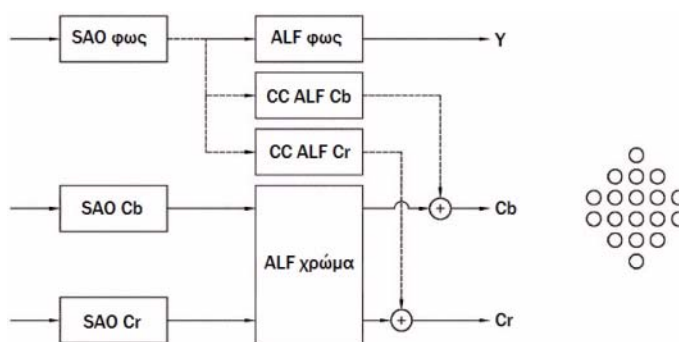 SAO φως
ALF φως
Y
CC ALF Cb
CC ALF Cr
SAO Cb
ALF χρώμα
Cb
SAO Cr
Cr